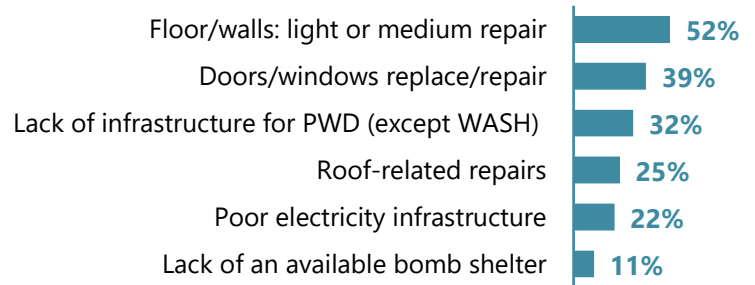 Floor/walls: light or medium repair 52%
Doors/windows replace/repair 39%
Lack of infrastructure for PWD (except WASH) 32%
Roof-related repairs 25%
Poor electricity infrastructure 22%
Lack of an available bomb shelter 11%